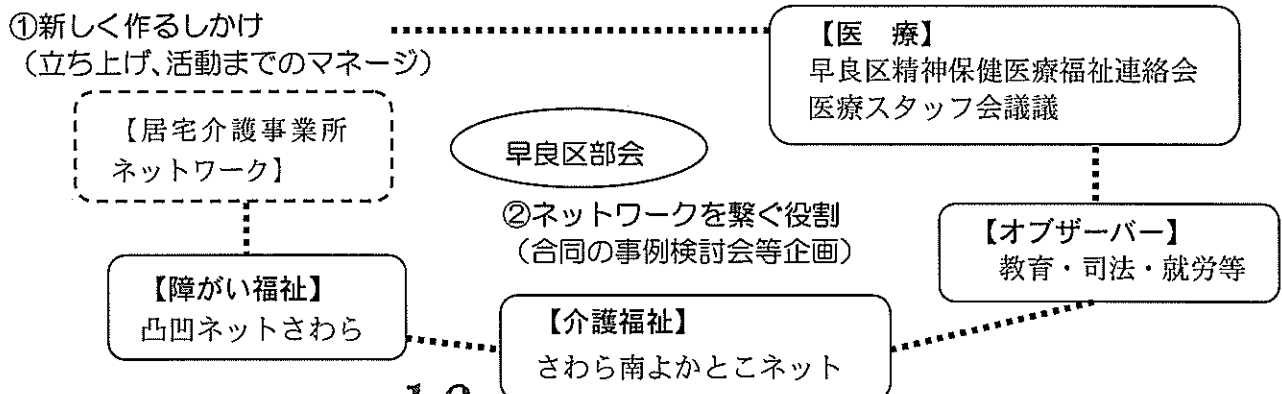 ①新しく作るしかけ
（立ち上げ、活動までのマネージ）
【医　療】
早良区精神保健医療福祉連絡会
医療スタッフ会議議
【居宅介護事業所
ネットワーク】
早良区部会
②ネットワークを繋ぐ役割
（合同の事例検討会等企画）
【オブザーバー】
教育・司法・就労等
【障がい福祉】
凸凹ネットさわら
【介護福祉】
さわら南よかとこネット